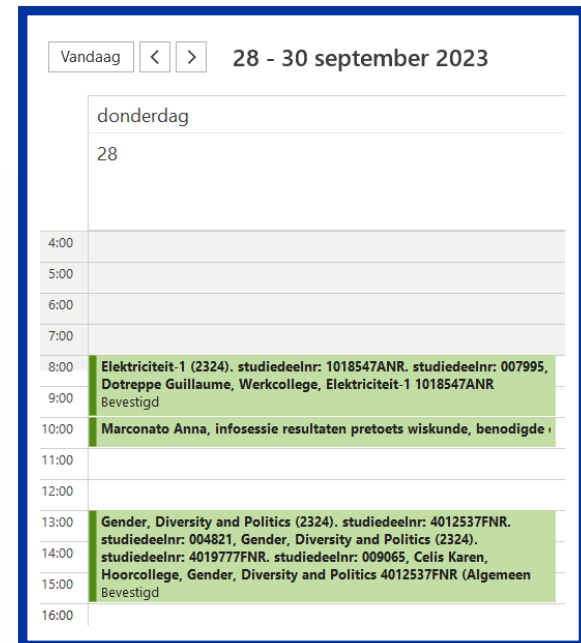 Vandaag
28 - 30 september 2023
donderdag
28
4:00
5:00
6:00
7:00
8:00
Elektriciteit-1 (2324). studiedeelnr: 1018547ANR. studiedeelnr: 007995,
Dotreppe Guillaume, Werkcollege, Elektriciteit-1 1018547ANR
9:00
Bevestigd
10:00
Marconato Anna, infosessie resultaten pretoets wiskunde, benodigde
11:00
12:00
13:00
Gender, Diversity and Politics (2324). studiedeelnr: 4012537FNR.
studiedeelnr: 004821, Gender, Diversity and Politics (2324).
14:00
studiedeelnr: 4019777FNR. studiedeelnr: 009065, Celis Karen,
Hoorcollege, Gender, Diversity and Politics 4012537FNR (Algemeen
15:00
Bevestigd
16:00